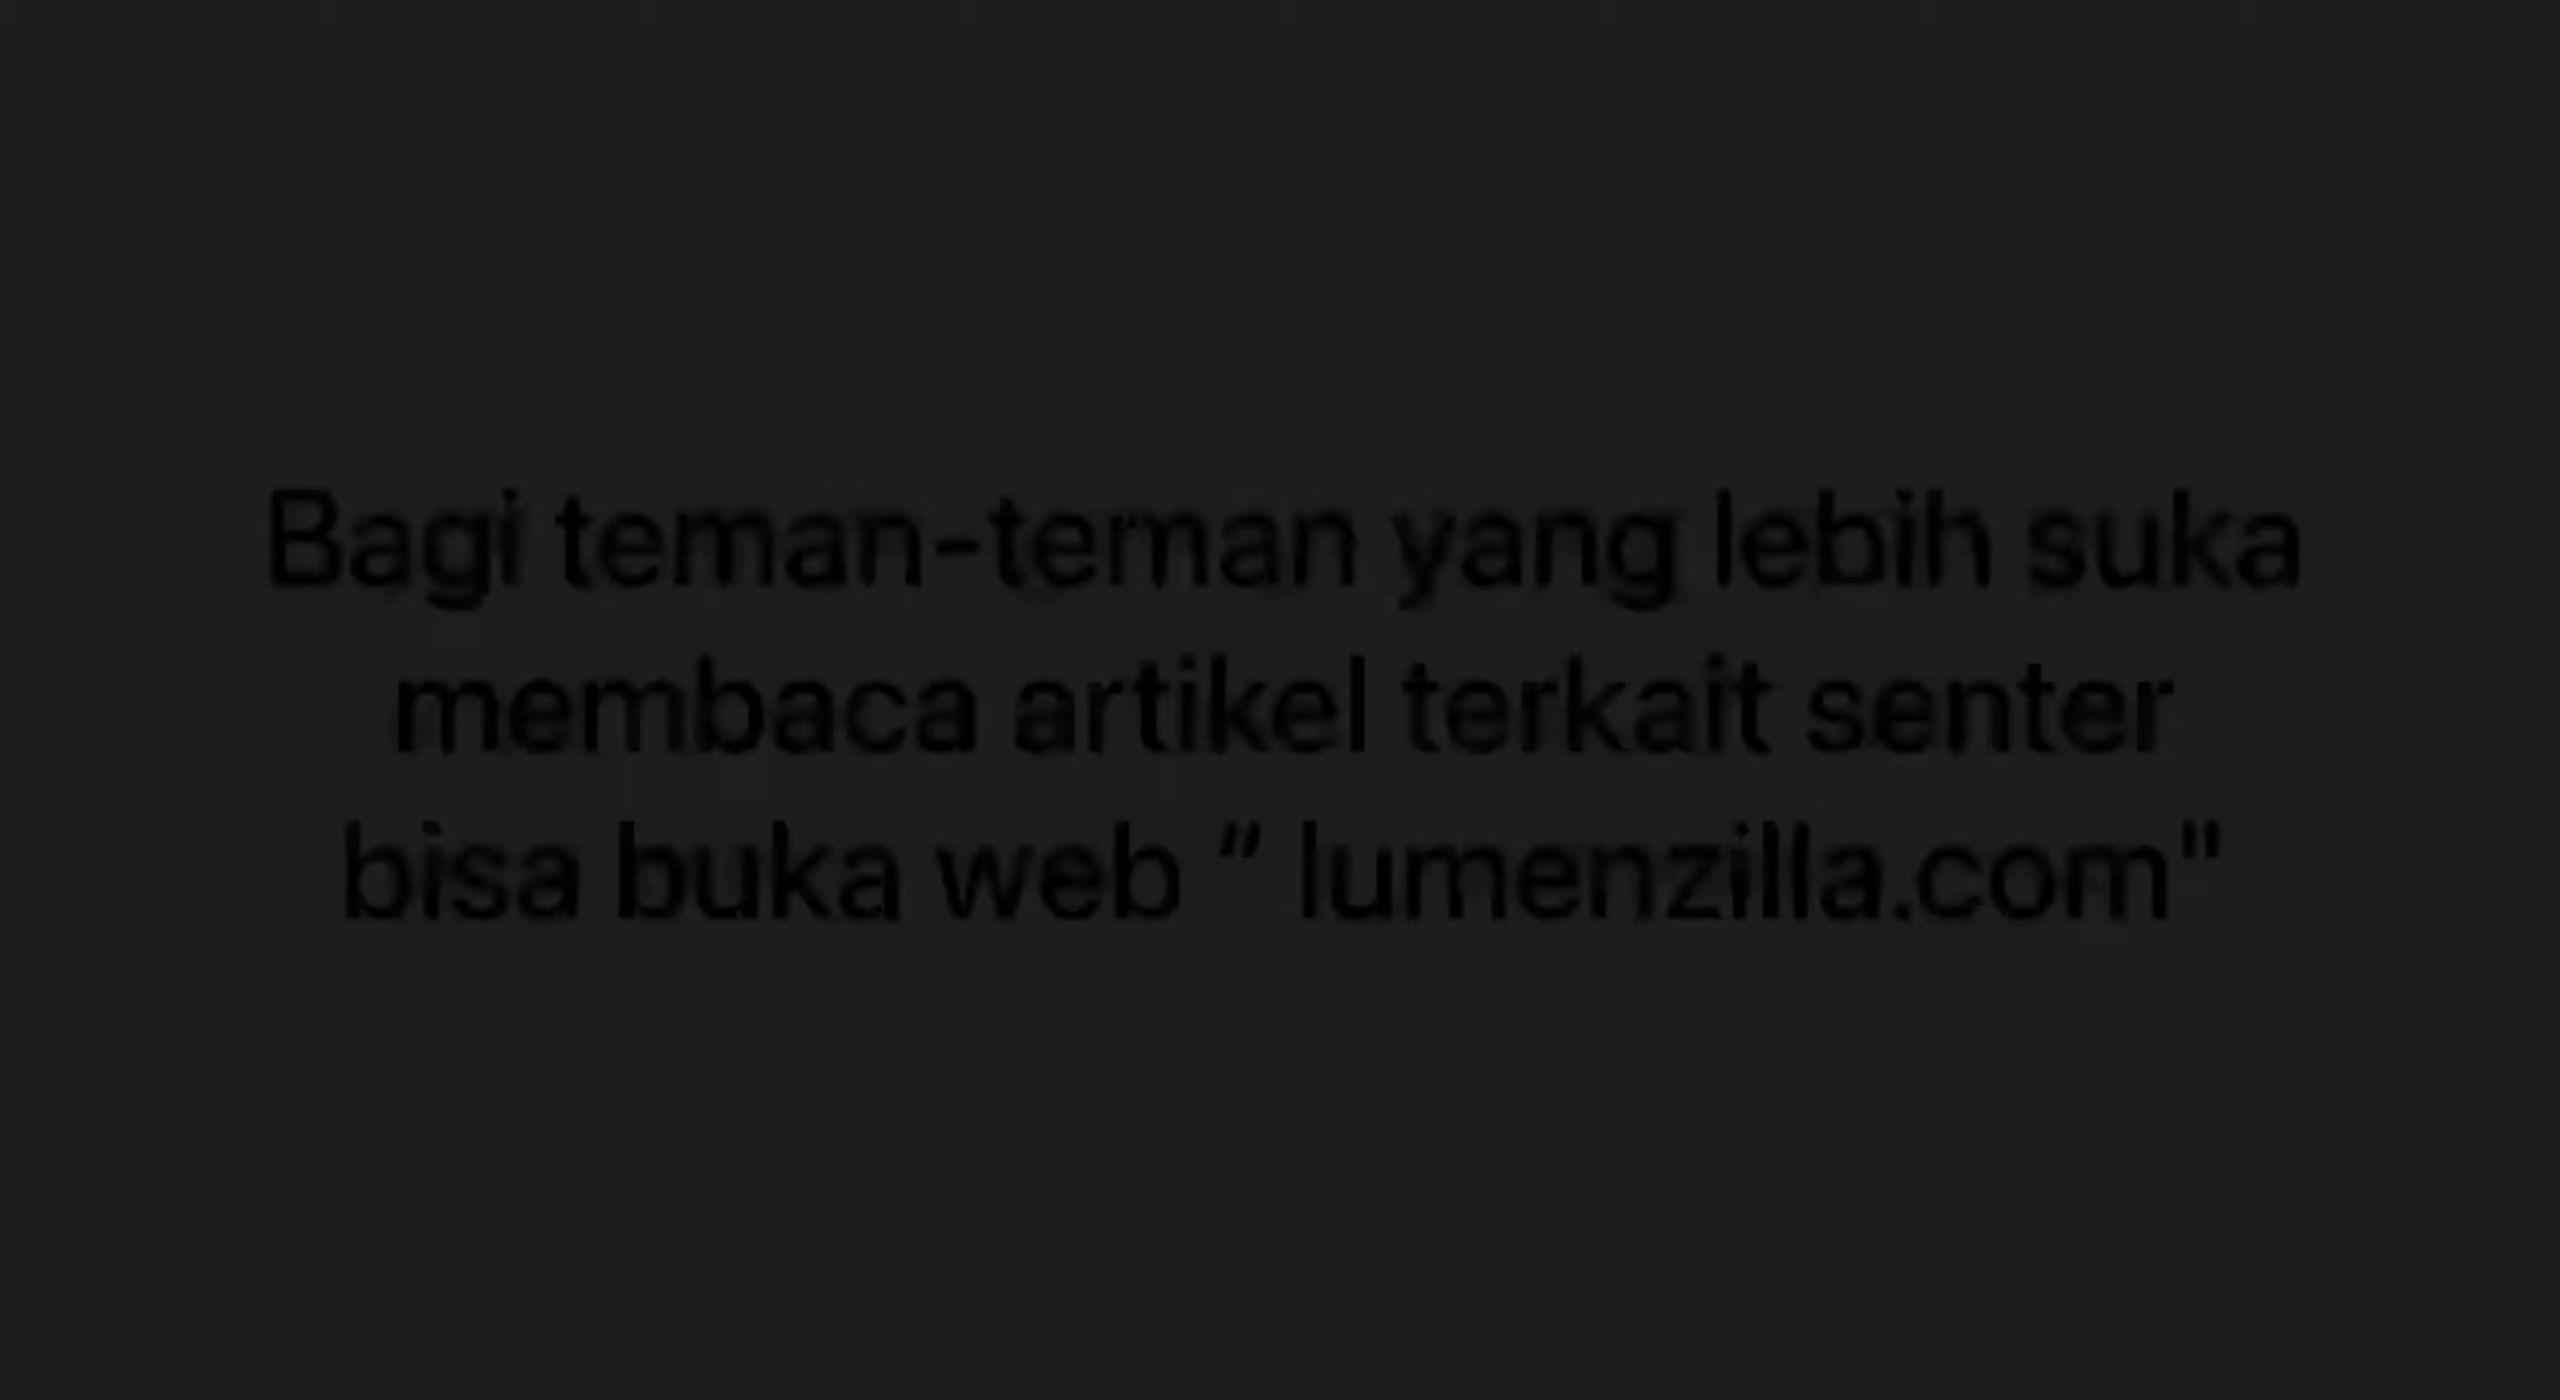 Bagi teman-teman yang lebih suka
membaca artikel terkait senter
bisa buka web " lumenzilla.com"